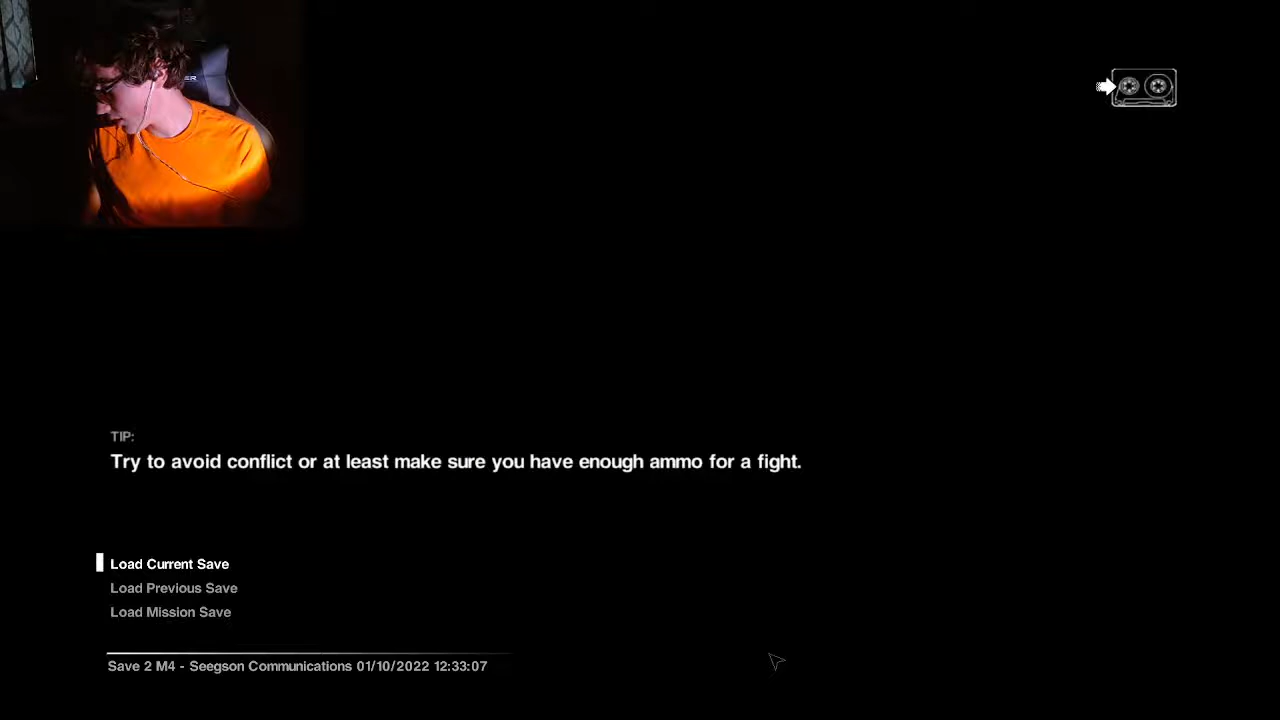 ER
TIP:
Try to avoid conflict or at least make sure you have enough ammo for a fight.
Load Current Save
Load Previous Save
Load Mission Save
Save 2 M4 - Seegson Communications 01/10/2022 12:33:07